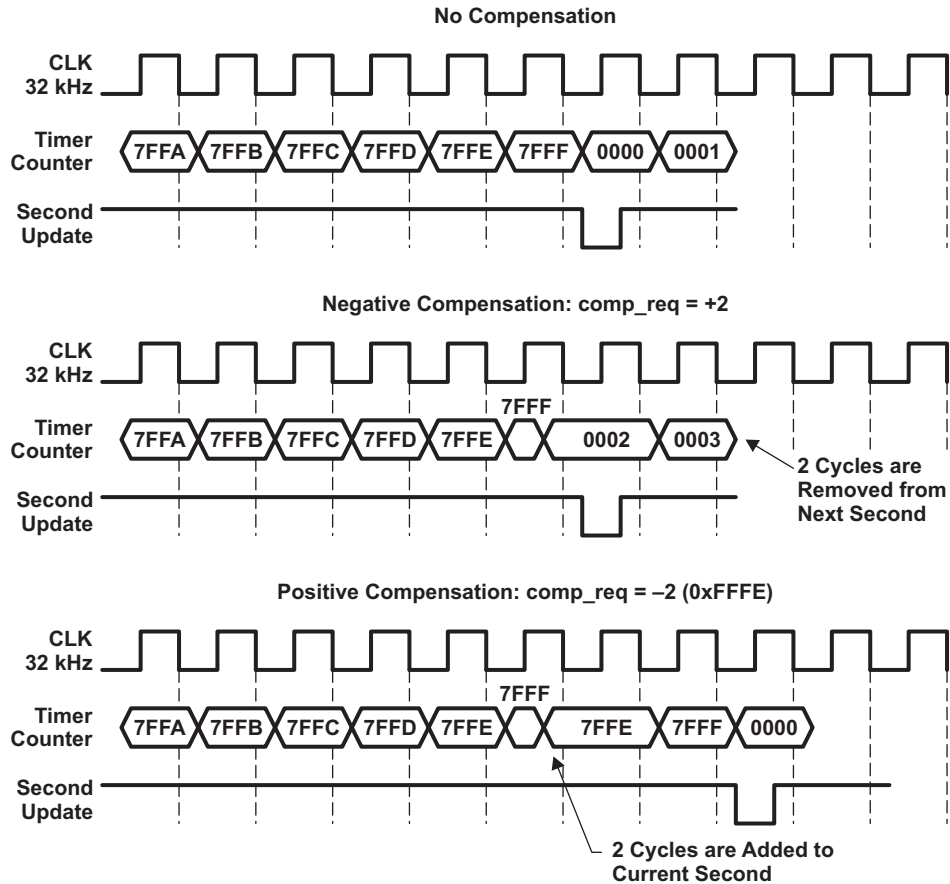 No Compensation
CLK
32 kHz
Timer
Counter
7FFA 7FFB 7FFC 7FFD 7FFE 7FFF 0000 0001
Second
Update
Negative Compensation: comp_req = +2
CLK
32 kHz
7FFF
Timer
Counter
7FFA 7FFB 7FFC 7FFD 7FFE 0002 0003
2 Cycles are
Removed from
Next Second
Second
Update
Positive Compensation: comp_req = –2 (0xFFFE)
CLK
32 kHz
7FFF
Timer
Counter
7FFA 7FFB 7FFC 7FFD 7FFE 7FFE 7FFF 0000
Second
Update
2 Cycles are Added to
Current Second